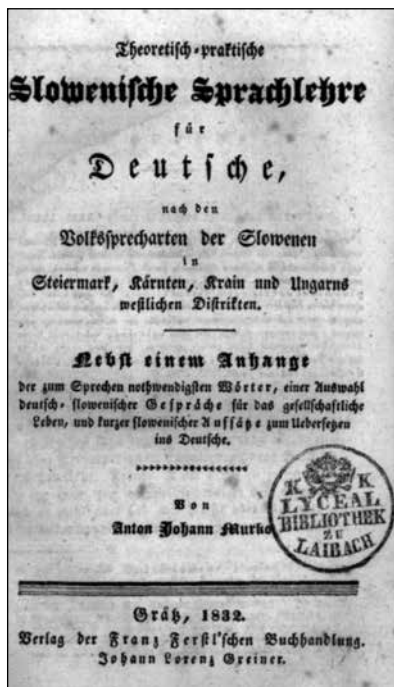 Theoretisch-praktische
Slowenische Sprachlehre
für
Deutsche,
nach den
Volkssprecharten der Slowenen
in
Steiermark, Kärnten, Krain und Ungarns
westlichen Distrikten.
Nebst einem Anhange
der zum Sprechen nothwendigsten Wörter, einer Auswahl
deutsch-slowenischer Gespräche für das gesellschaftliche
Leben, und kurzer slowenischer Aufsätze zum Uebersetzen
ins Deutsche.
Von
Anton Johann Murko
K K
LYCEAL
BIBLIOTHEK
ZU
LAIBACH
Grätz, 1832.
Verlag der Franz Ferstl'schen Buchhandlung.
Johann Lorenz Greiner.